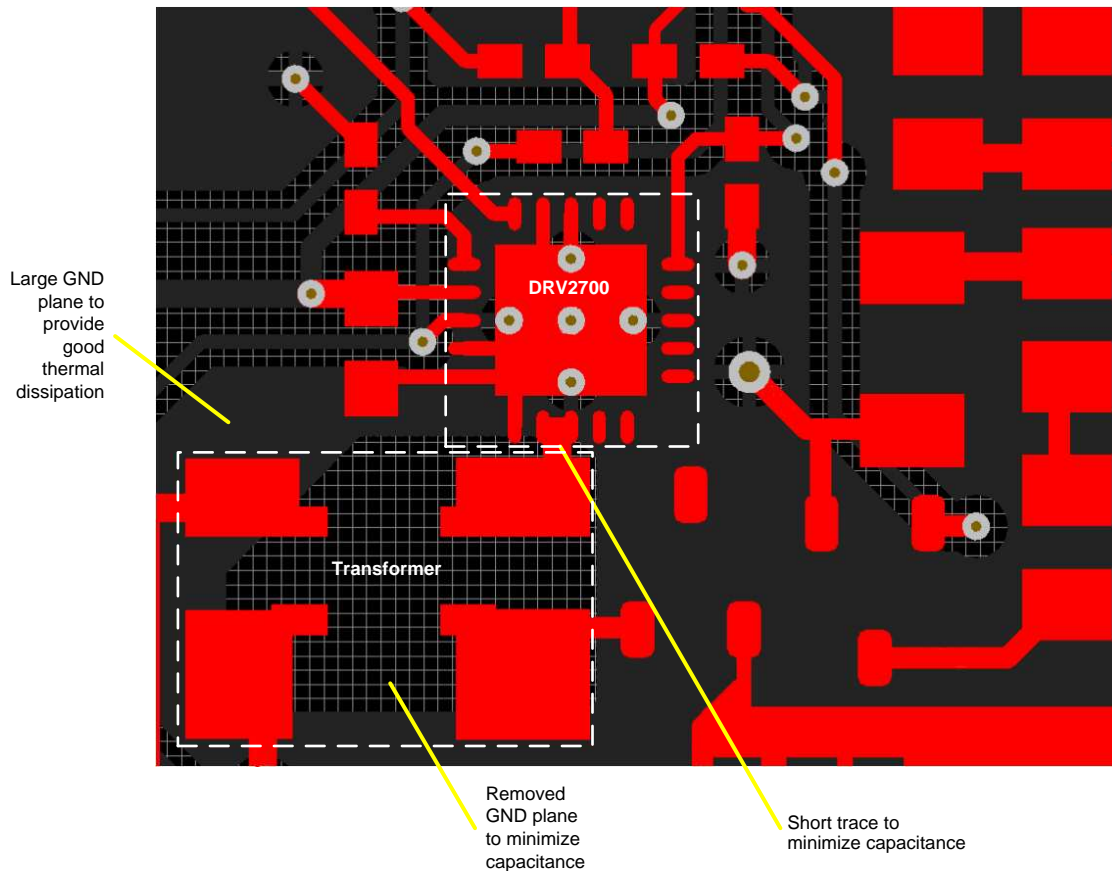 Large GND
plane to
provide
good
thermal
dissipation
DRV2700
Transformer
Removed
GND plane
to minimize
capacitance
Short trace to
minimize capacitance